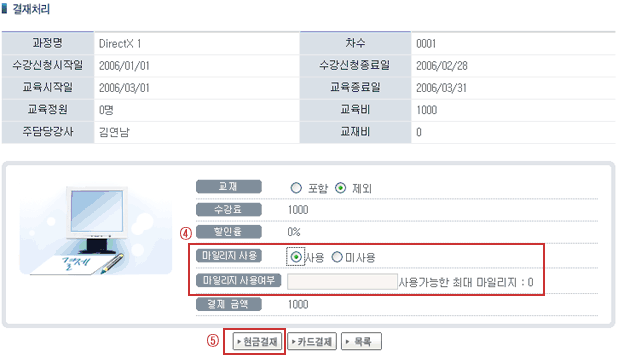 결재처리
과정명 DirectX 1 차수 0001
수강신청시작일 2006/01/01 수강신청종료일 2006/02/28
교육시작일 2006/03/01 교육종료일 2006/03/31
교육정원 0명 교육비 1000
주담당강사 김연남 교재비 0
교재 포함 제외
수강료 1000
할인율 0%
④
마일리지 사용 사용 미사용
마일리지 사용여부 사용가능한 최대 마일리지 : 0
결제 금액 1000
결제
⑤ 현금결재 카드결제 목록